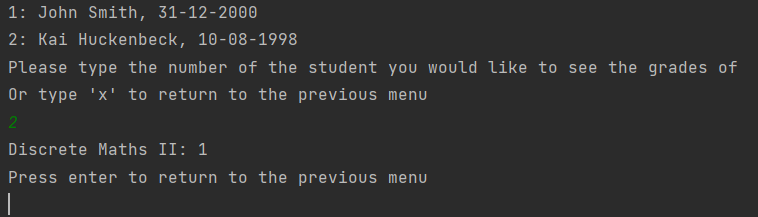 1: John Smith, 31-12-2000
2: Kai Huckenbeck, 10-08-1998
Please type the number of the student you would like to see the grades of
Or type 'x' to return to the previous menu
2
Discrete Maths II: 1
Press enter to return to the previous menu